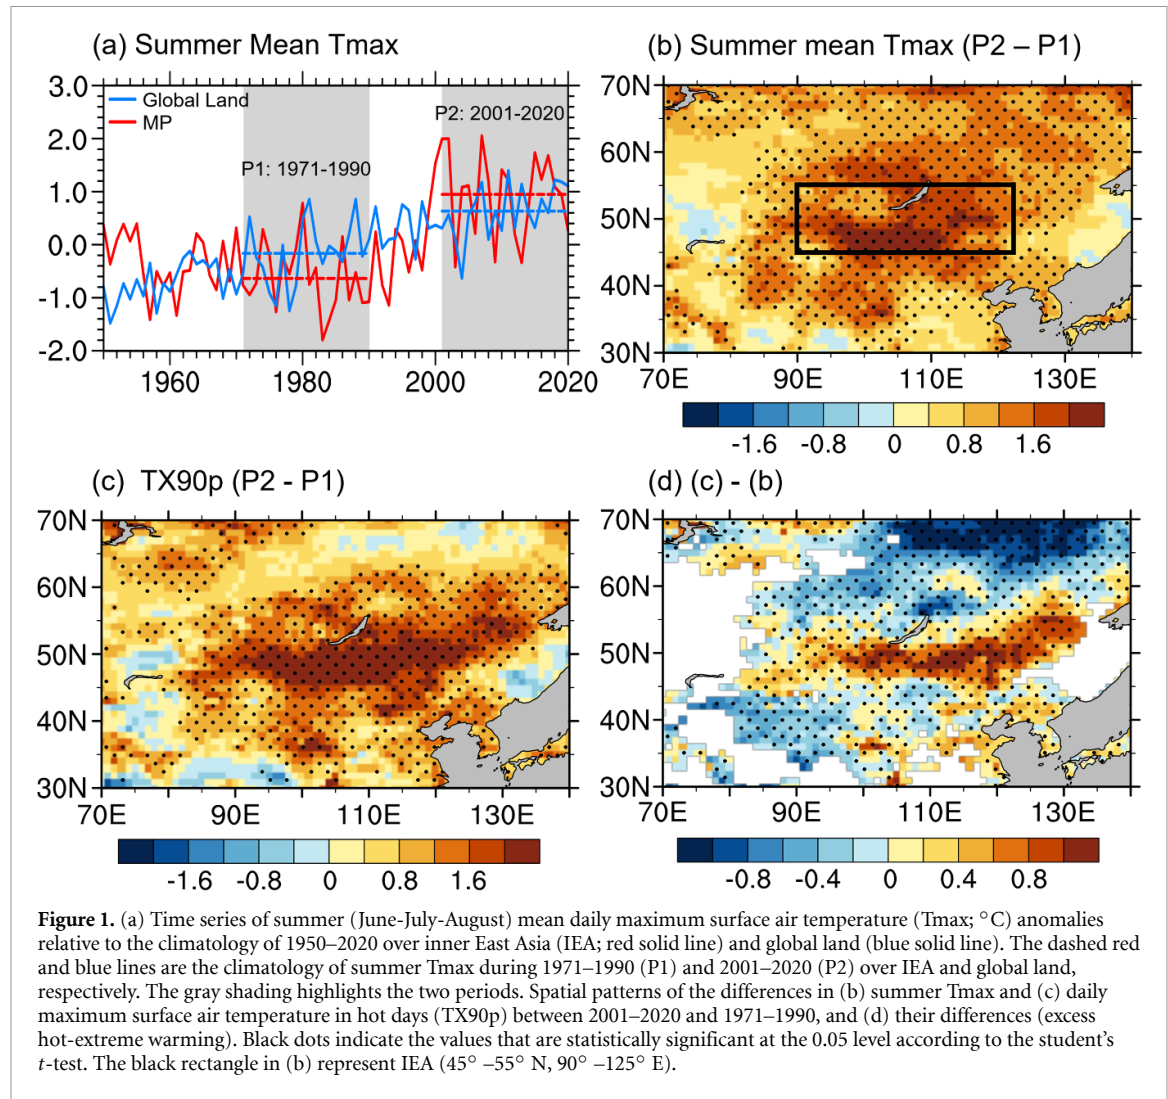 (a) Summer Mean Tmax
3.0
2.0
1.0
0.0
-1.0
-2.0
Global Land
MP
P1: 1971-1990
P2: 2001-2020
1960
1980
2000
2020
(b) Summer mean Tmax (P2 – P1)
70N
60N
50N
40N
30N
70E
90E
110E
130E
-1.6
-0.8
0
0.8
1.6
(c) TX90p (P2 - P1)
70N
60N
50N
40N
30N
70E
90E
110E
130E
-1.6
-0.8
0
0.8
1.6
(d) (c) - (b)
70N
60N
50N
40N
30N
70E
90E
110E
130E
-0.8
-0.4
0
0.4
0.8
Figure 1. (a) Time series of summer (June-July-August) mean daily maximum surface air temperature (Tmax; °C) anomalies
relative to the climatology of 1950–2020 over inner East Asia (IEA; red solid line) and global land (blue solid line). The dashed red
and blue lines are the climatology of summer Tmax during 1971–1990 (P1) and 2001–2020 (P2) over IEA and global land,
respectively. The gray shading highlights the two periods. Spatial patterns of the differences in (b) summer Tmax and (c) daily
maximum surface air temperature in hot days (TX90p) between 2001–2020 and 1971–1990, and (d) their differences (excess
hot-extreme warming). Black dots indicate the values that are statistically significant at the 0.05 level according to the student's
t-test. The black rectangle in (b) represent IEA (45° –55° N, 90° –125° E).